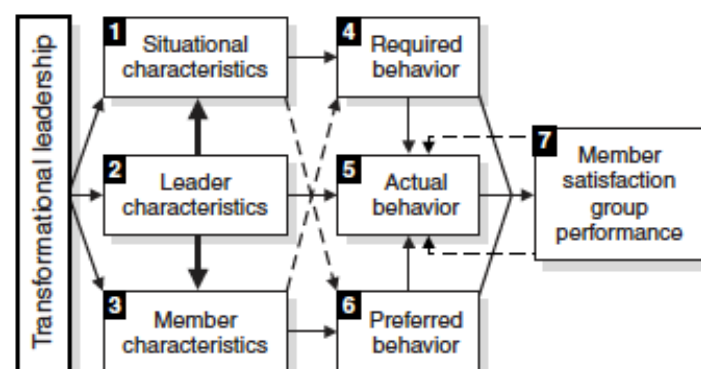 Transformational leadership
1
Situational
characteristics
4
Required
behavior
2
Leader
characteristics
5
Actual
behavior
7
Member
satisfaction
group
performance
3
Member
characteristics
6
Preferred
behavior